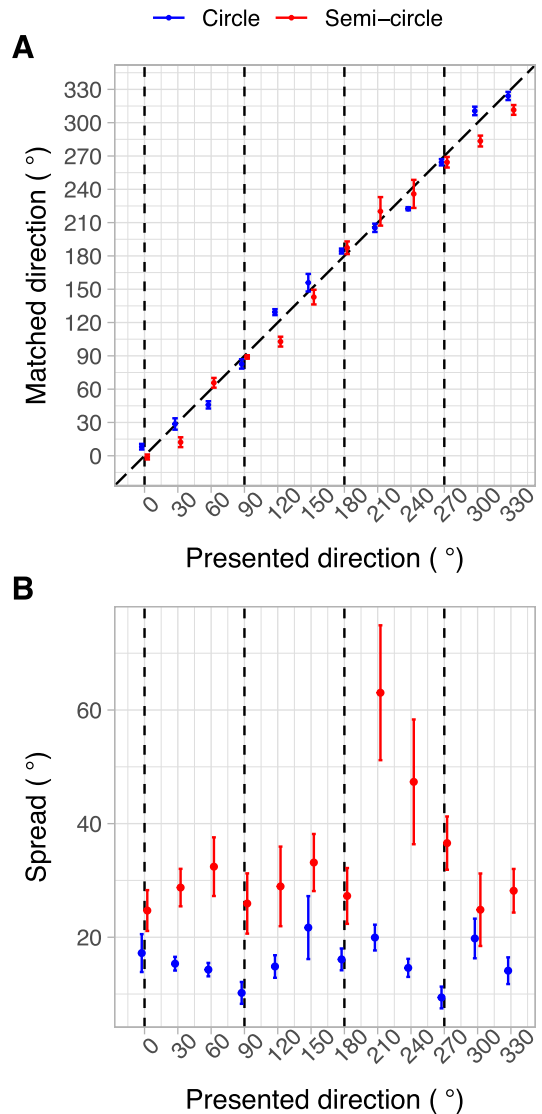 Circle Semi−circle
A
Matched direction ( °)
330
300
270
240
210
180
150
120
90
60
30
0
0 30 60 90 120 150 180 210 240 270 300 330
Presented direction ( °)
B
Spread ( °)
60
40
20
0 30 60 90 120 150 180 210 240 270 300 330
Presented direction ( °)